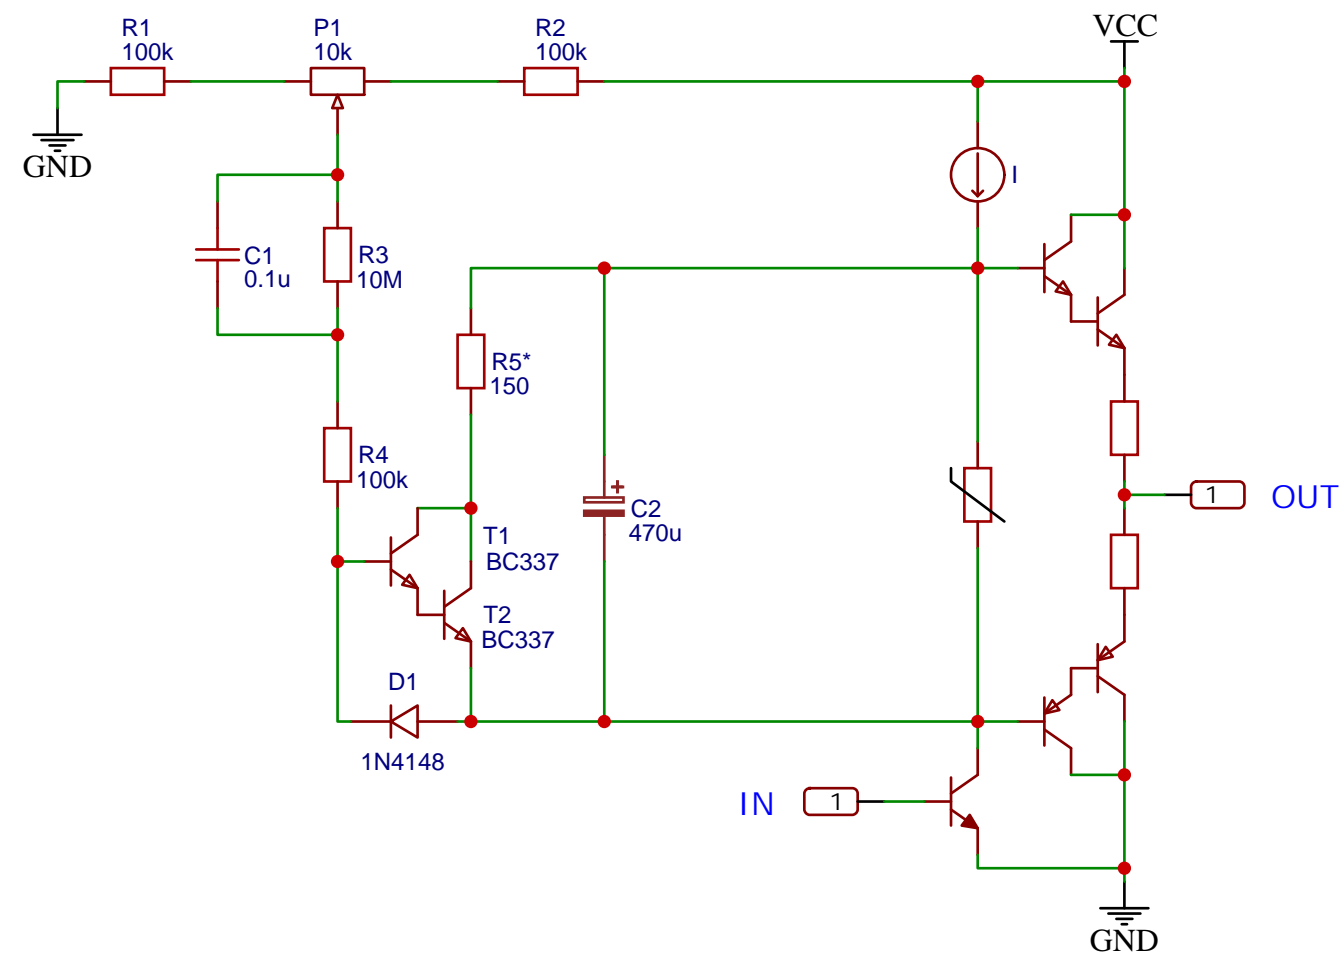 R1
100k
P1
10k
R2
100k
VCC
GND
I
C1
0.1u
R3
10M
R5*
150
R4
100k
C2
470u
1
OUT
T1
BC337
T2
BC337
D1
1N4148
IN
1
GND